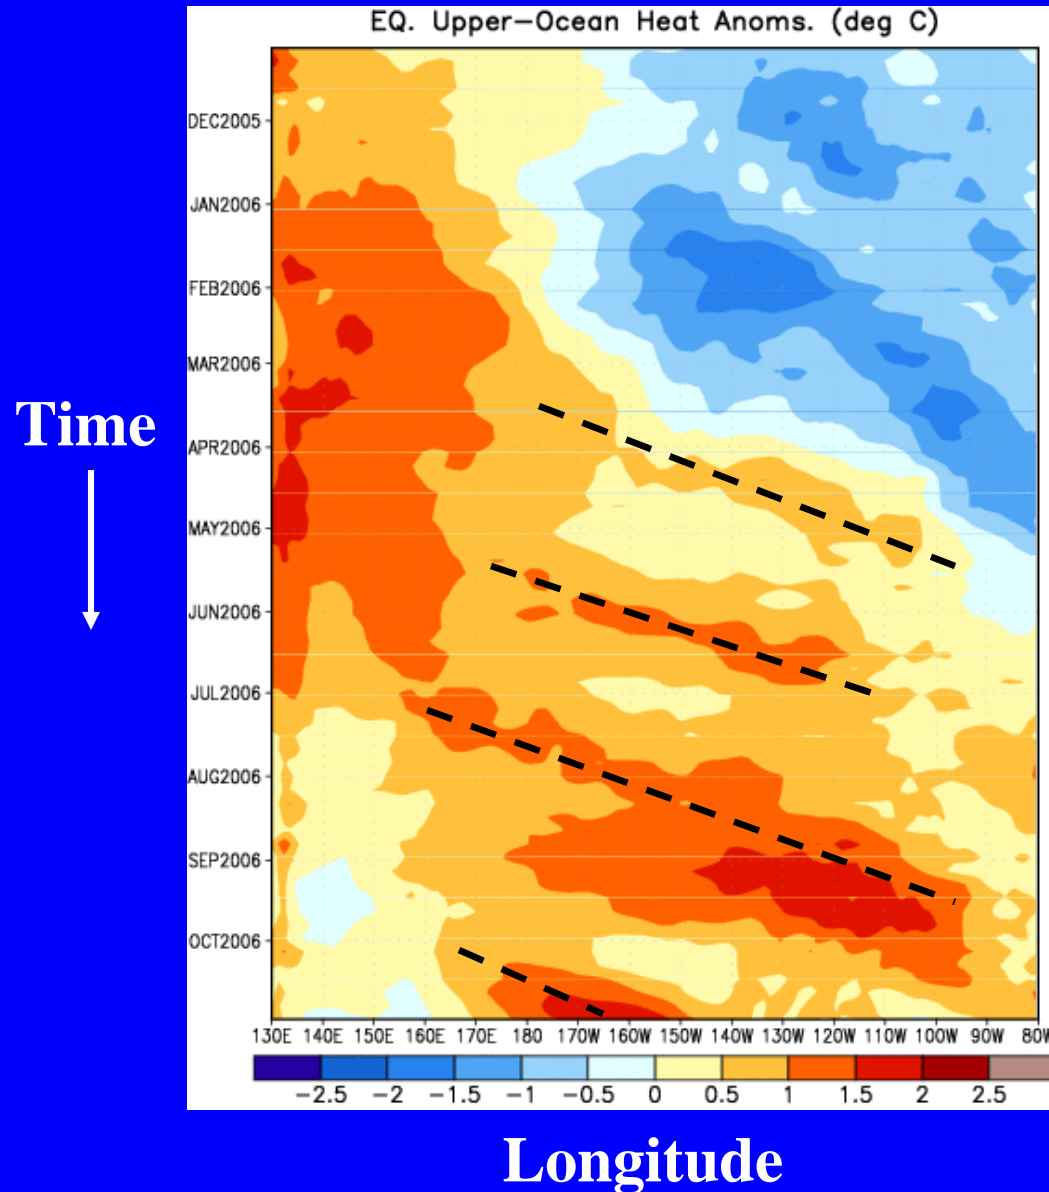 EQ. Upper-Ocean Heat Anoms. (deg C)
DEC2005
JAN2006
FEB2006
MAR2006
Time
APR2006
MAY2006
JUN2006
JUL2006
AUG2006
SEP2006
OCT2006
130E 140E 150E 160E 170E 180 170W 160W 150W 140W 130W 120W 110W 100W 90W 80W
-2.5 -2 -1.5 -1 -0.5 0 0.5 1 1.5 2 2.5
Longitude